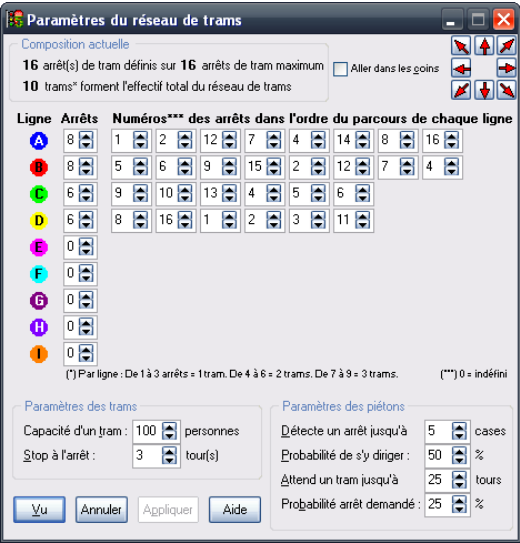 Paramètres du réseau de trams
Composition actuelle
16 arrêt(s) de tram définis sur 16 arrêts de tram maximum
10 trams* forment l'effectif total du réseau de trams
Aller dans les coins
Ligne Arrêts Numéros*** des arrêts dans l'ordre du parcours de chaque ligne
A 8 1 2 12 7 4 14 8 16
B 8 5 6 9 15 2 12 7 4
C 6 9 10 13 4 5 6
D 6 8 16 1 2 3 11
E 0
F 0
G 0
H 0
I 0
(*) Par ligne : De 1 à 3 arrêts = 1 tram. De 4 à 6 = 2 trams. De 7 à 9 = 3 trams. (***) 0 = indéfini
Paramètres des trams
Capacité d'un tram : 100 personnes
Stop à l'arrêt : 3 tour(s)
Paramètres des piétons
Détecte un arrêt jusqu'à 5 cases
Probabilité de s'y diriger : 50 %
Attend un tram jusqu'à 25 tours
Probabilité arrêt demandé : 25 %
Vu Annuler Appliquer Aide